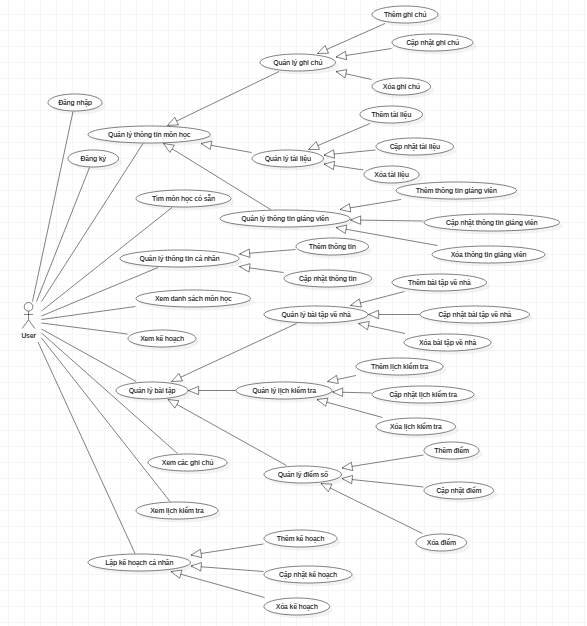 Thêm ghi chú
Cập nhật ghi chú
Quản lý ghi chú
Xóa ghi chú
Đăng nhập
Thêm tài liệu
Quản lý thông tin môn học
Cập nhật tài liệu
Đăng ký
Quản lý tài liệu
Xóa tài liệu
Thêm thông tin giảng viên
Tìm môn học có sẵn
Quản lý thông tin giảng viên
Cập nhật thông tin giảng viên
Thêm thông tin
Xóa thông tin giảng viên
Quản lý thông tin cá nhân
Cập nhật thông tin
Thêm bài tập về nhà
Xem danh sách môn học
Quản lý bài tập về nhà
Cập nhật bài tập về nhà
User
Xem kế hoạch
Xóa bài tập về nhà
Thêm lịch kiểm tra
Quản lý bài tập
Quản lý lịch kiểm tra
Cập nhật lịch kiểm tra
Xóa lịch kiểm tra
Thêm điểm
Xem các ghi chú
Quản lý điểm số
Cập nhật điểm
Xem lịch kiểm tra
Thêm kế hoạch
Xóa điểm
Lập kế hoạch cá nhân
Cập nhật kế hoạch
Xóa kế hoạch